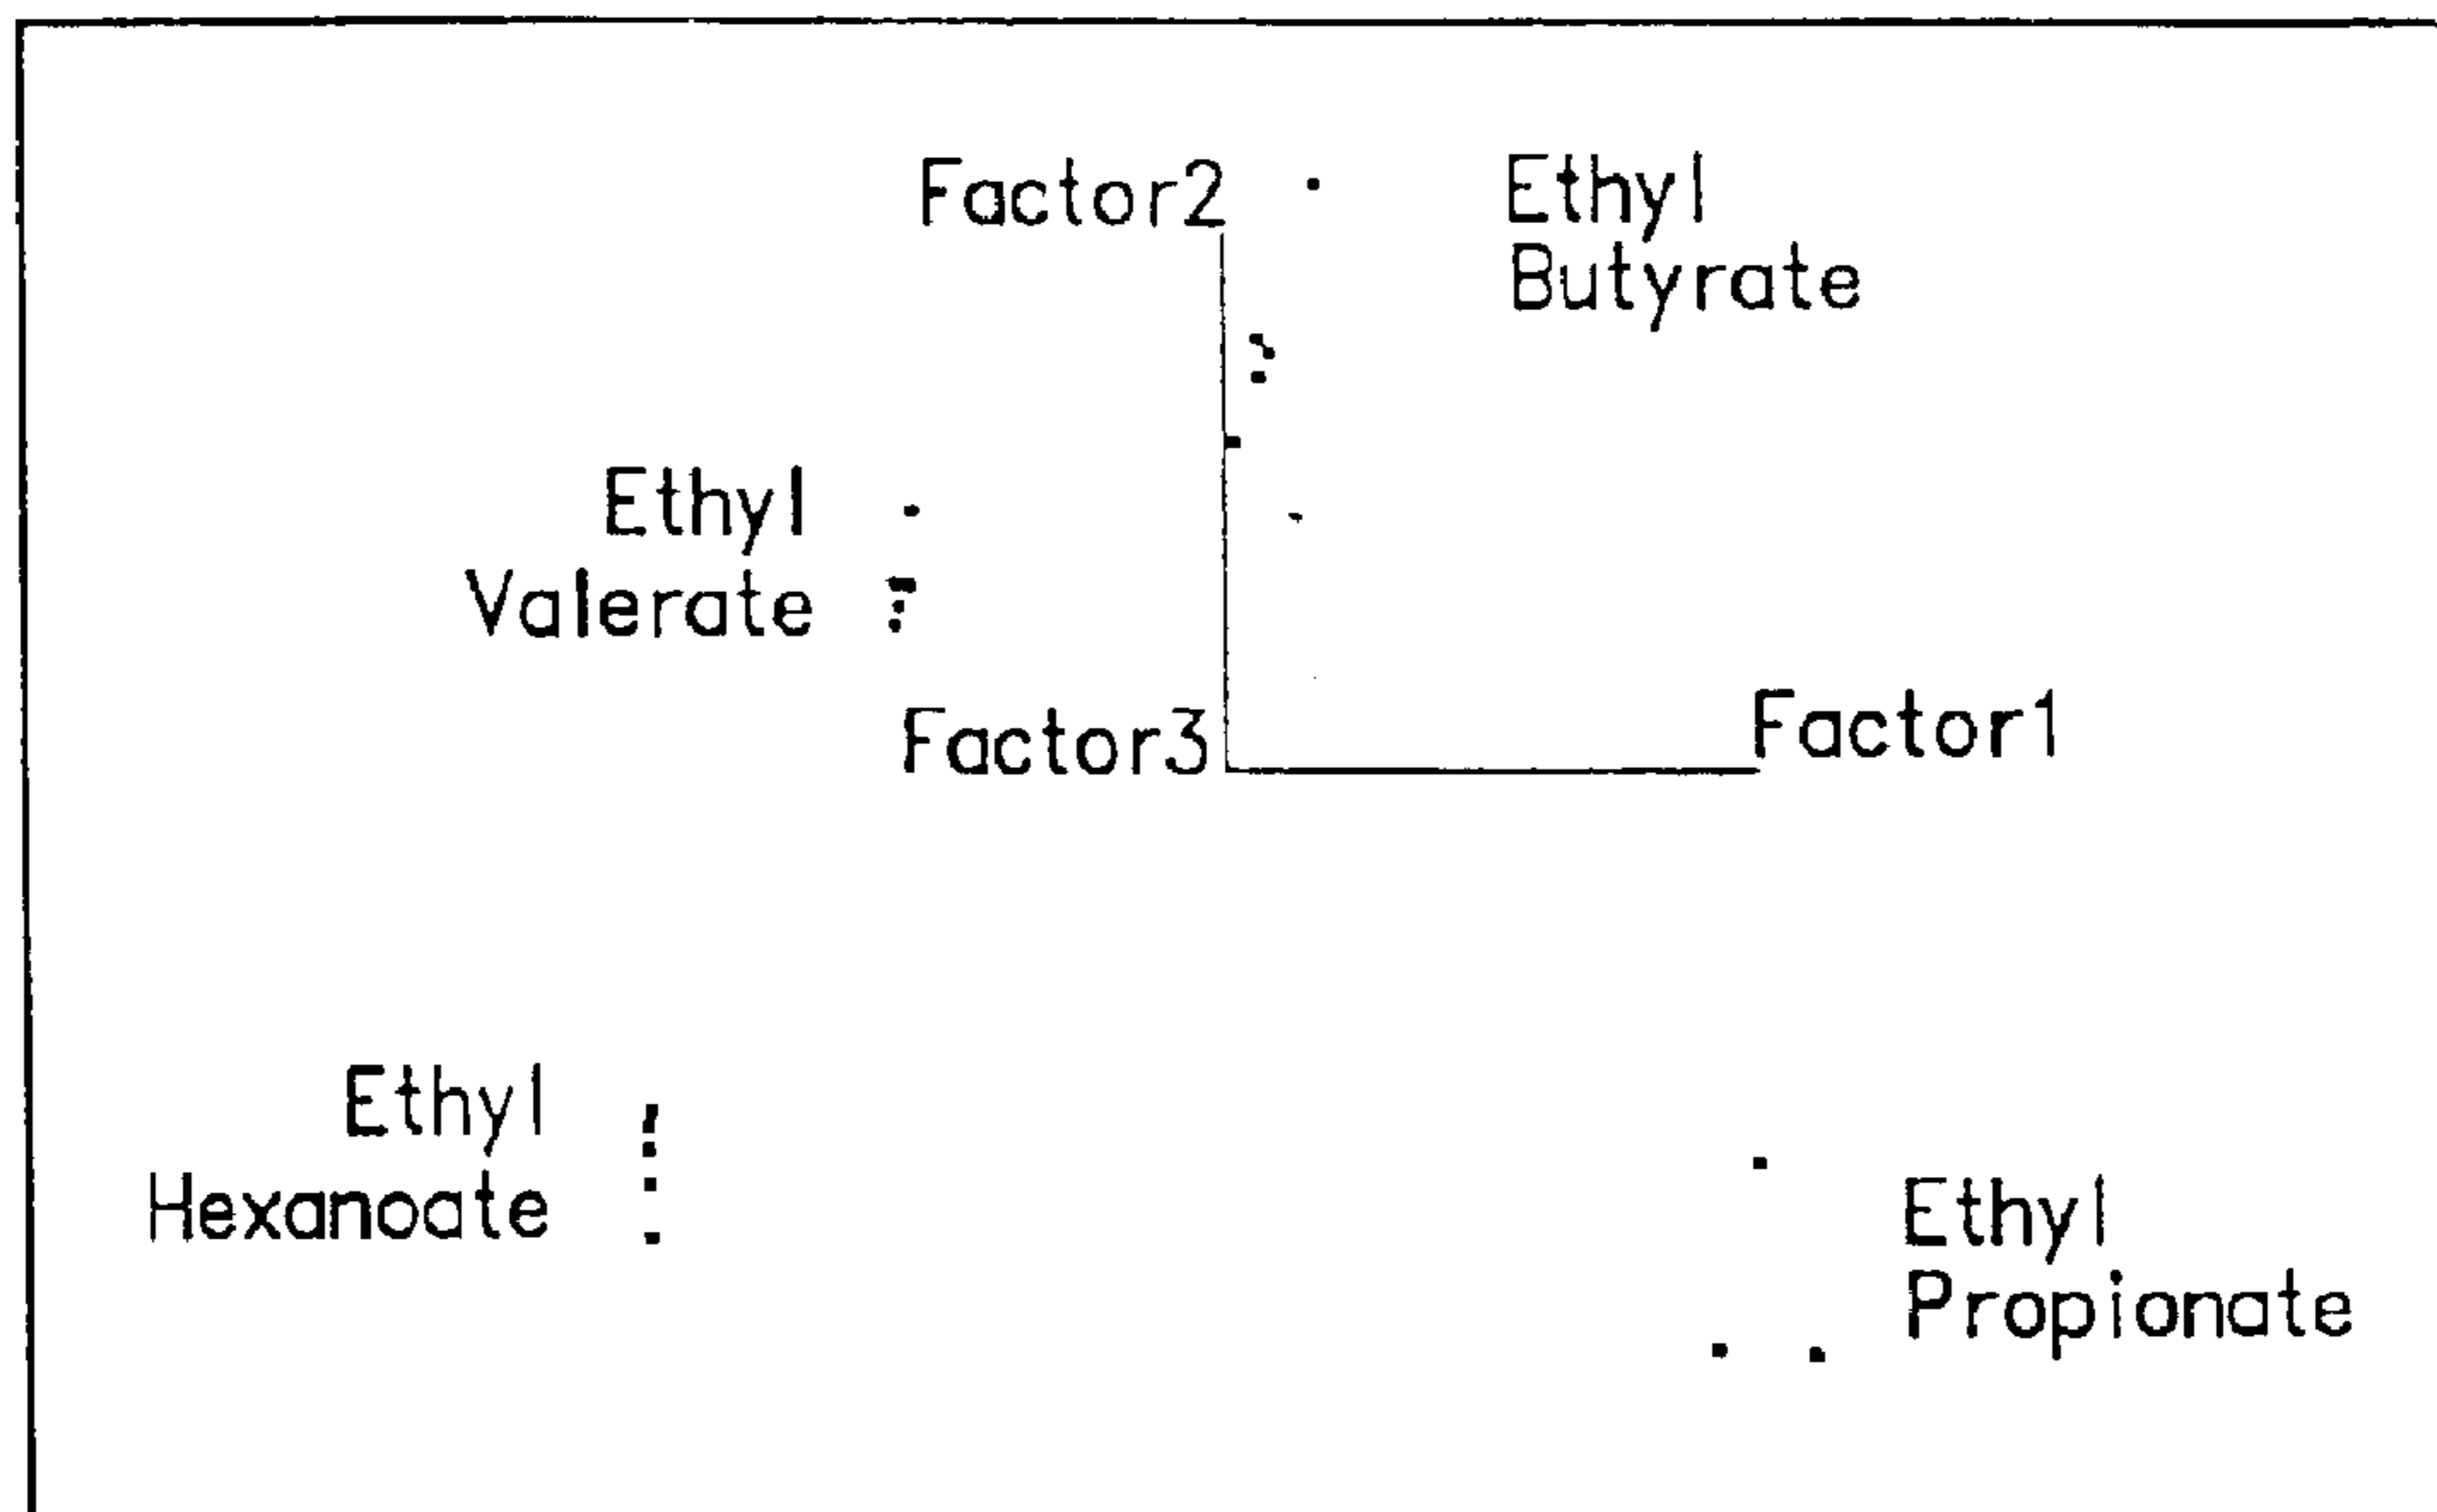 Factor2
Ethyl
Butyrate
Ethyl
Valerate
Factor3
Factor1
Ethyl
Hexanoate
Ethyl
Propionate